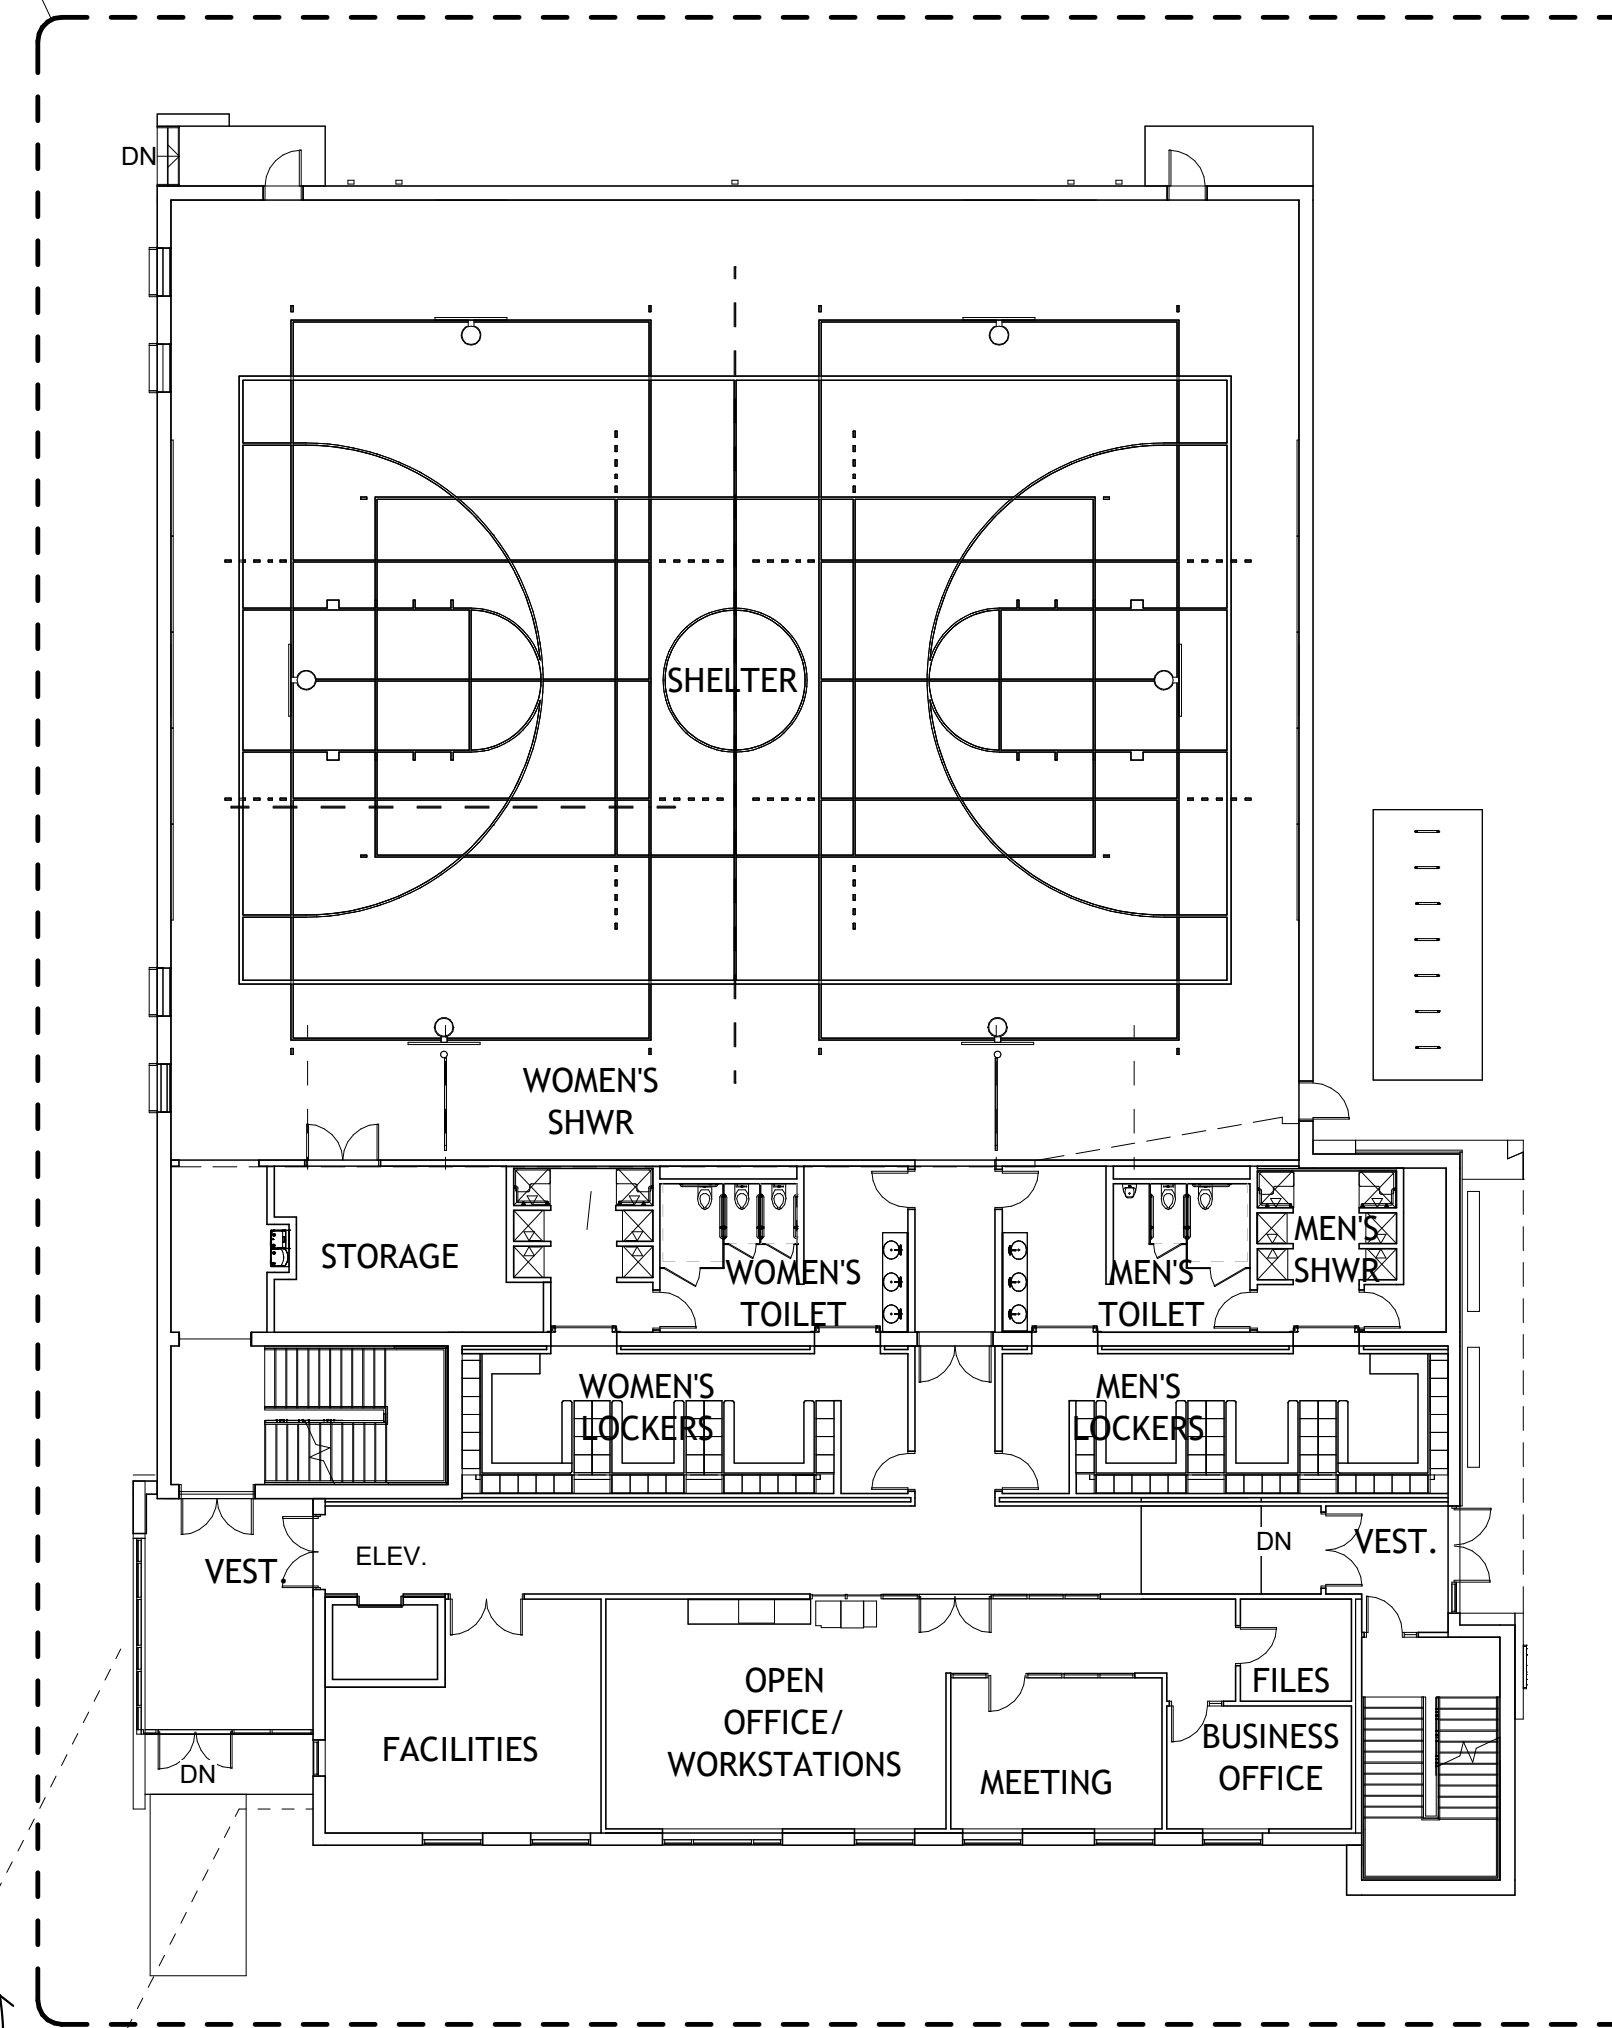 DN
SHELTER
WOMEN'S
SHWR
STORAGE
WOMEN'S
TOILET
MEN'S
TOILET
MEN'S
SHWR
WOMEN'S
LOCKERS
MEN'S
LOCKERS
VEST.
ELEV.
DN
VEST.
FACILITIES
DN
OPEN
OFFICE/
WORKSTATIONS
MEETING
FILES
BUSINESS
OFFICE